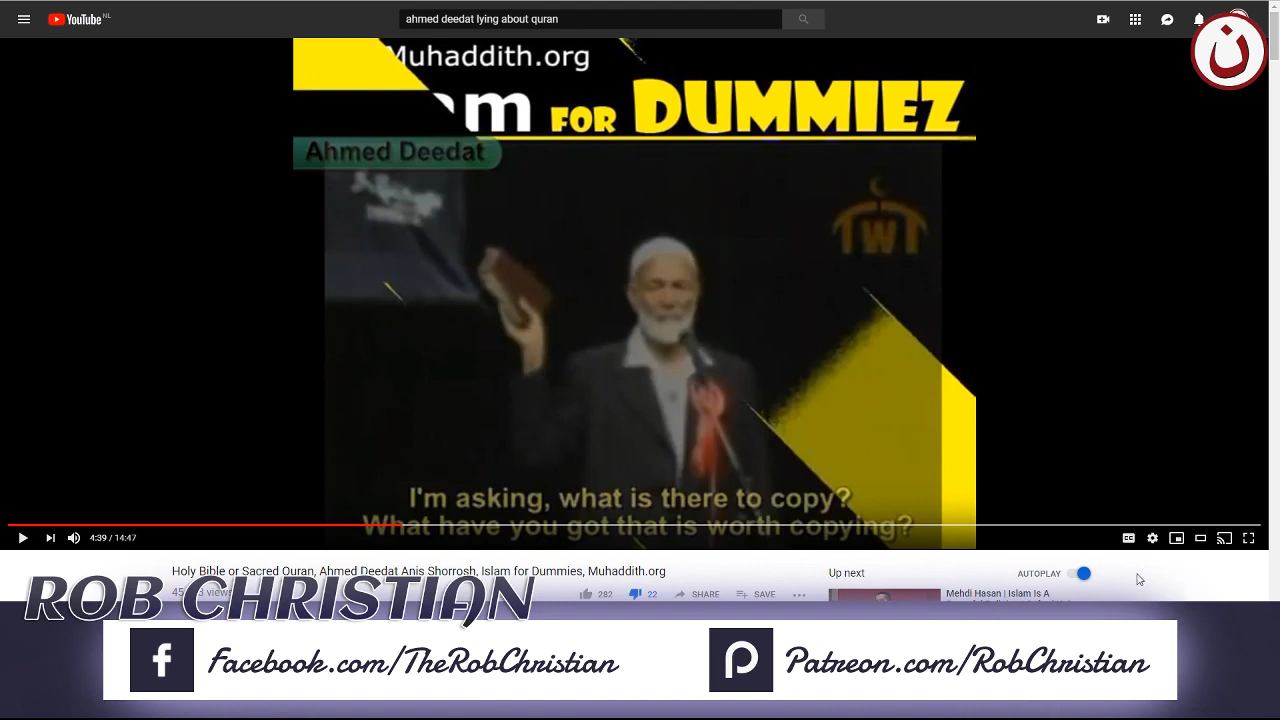 YouTube NL
ahmed deedat lying about quran
ن
Muhaddith.org
am FOR DUMMIEZ
Ahmed Deedat
I'm asking, what is there to copy?
What have you got that is worth copying?
4:39 / 14:47
Holy Bible or Sacred Quran, Ahmed Deedat Anis Shorrosh, Islam for Dummies, Muhaddith.org
views
282
22
SHARE
SAVE
Up next
AUTOPLAY
Mehdi Hasan | Islam Is A
ROB CHRISTIAN
Facebook.com/TheRobChristian
Patreon.com/RobChristian